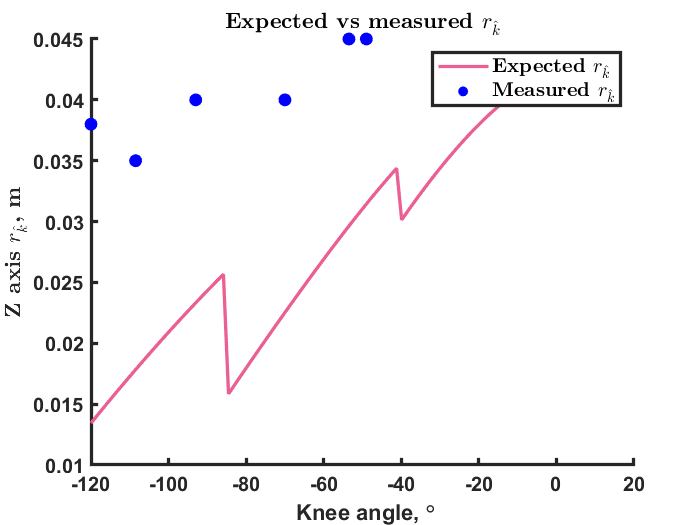 Expected vs measured r_k̂
0.045
0.04
0.035
0.03
0.025
0.02
0.015
0.01
Z axis r_k̂, m
Expected r_k̂
Measured r_k̂
-120 -100 -80 -60 -40 -20 0 20
Knee angle, °